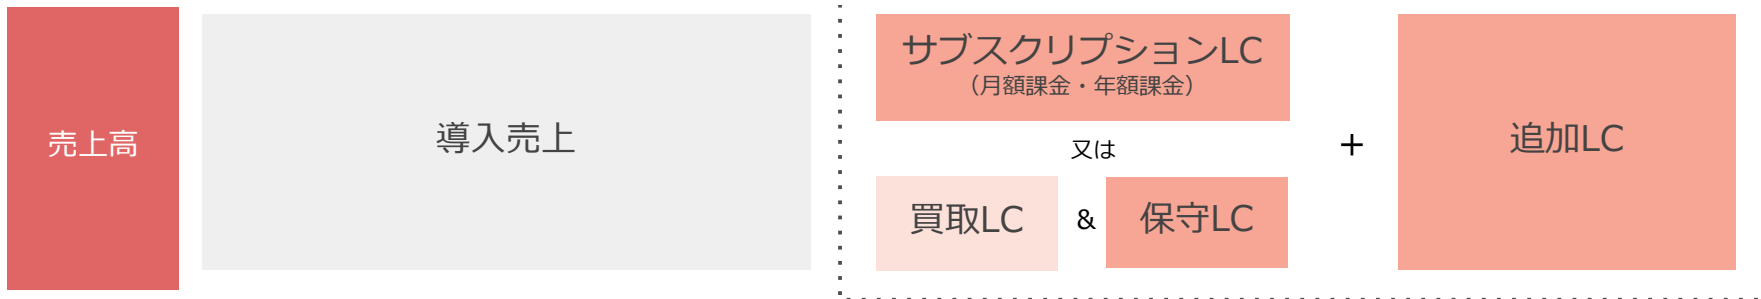 売上高
導入売上
サブスクリプションLC
（月額課金・年額課金）
又は
買取LC
&
保守LC
+
追加LC